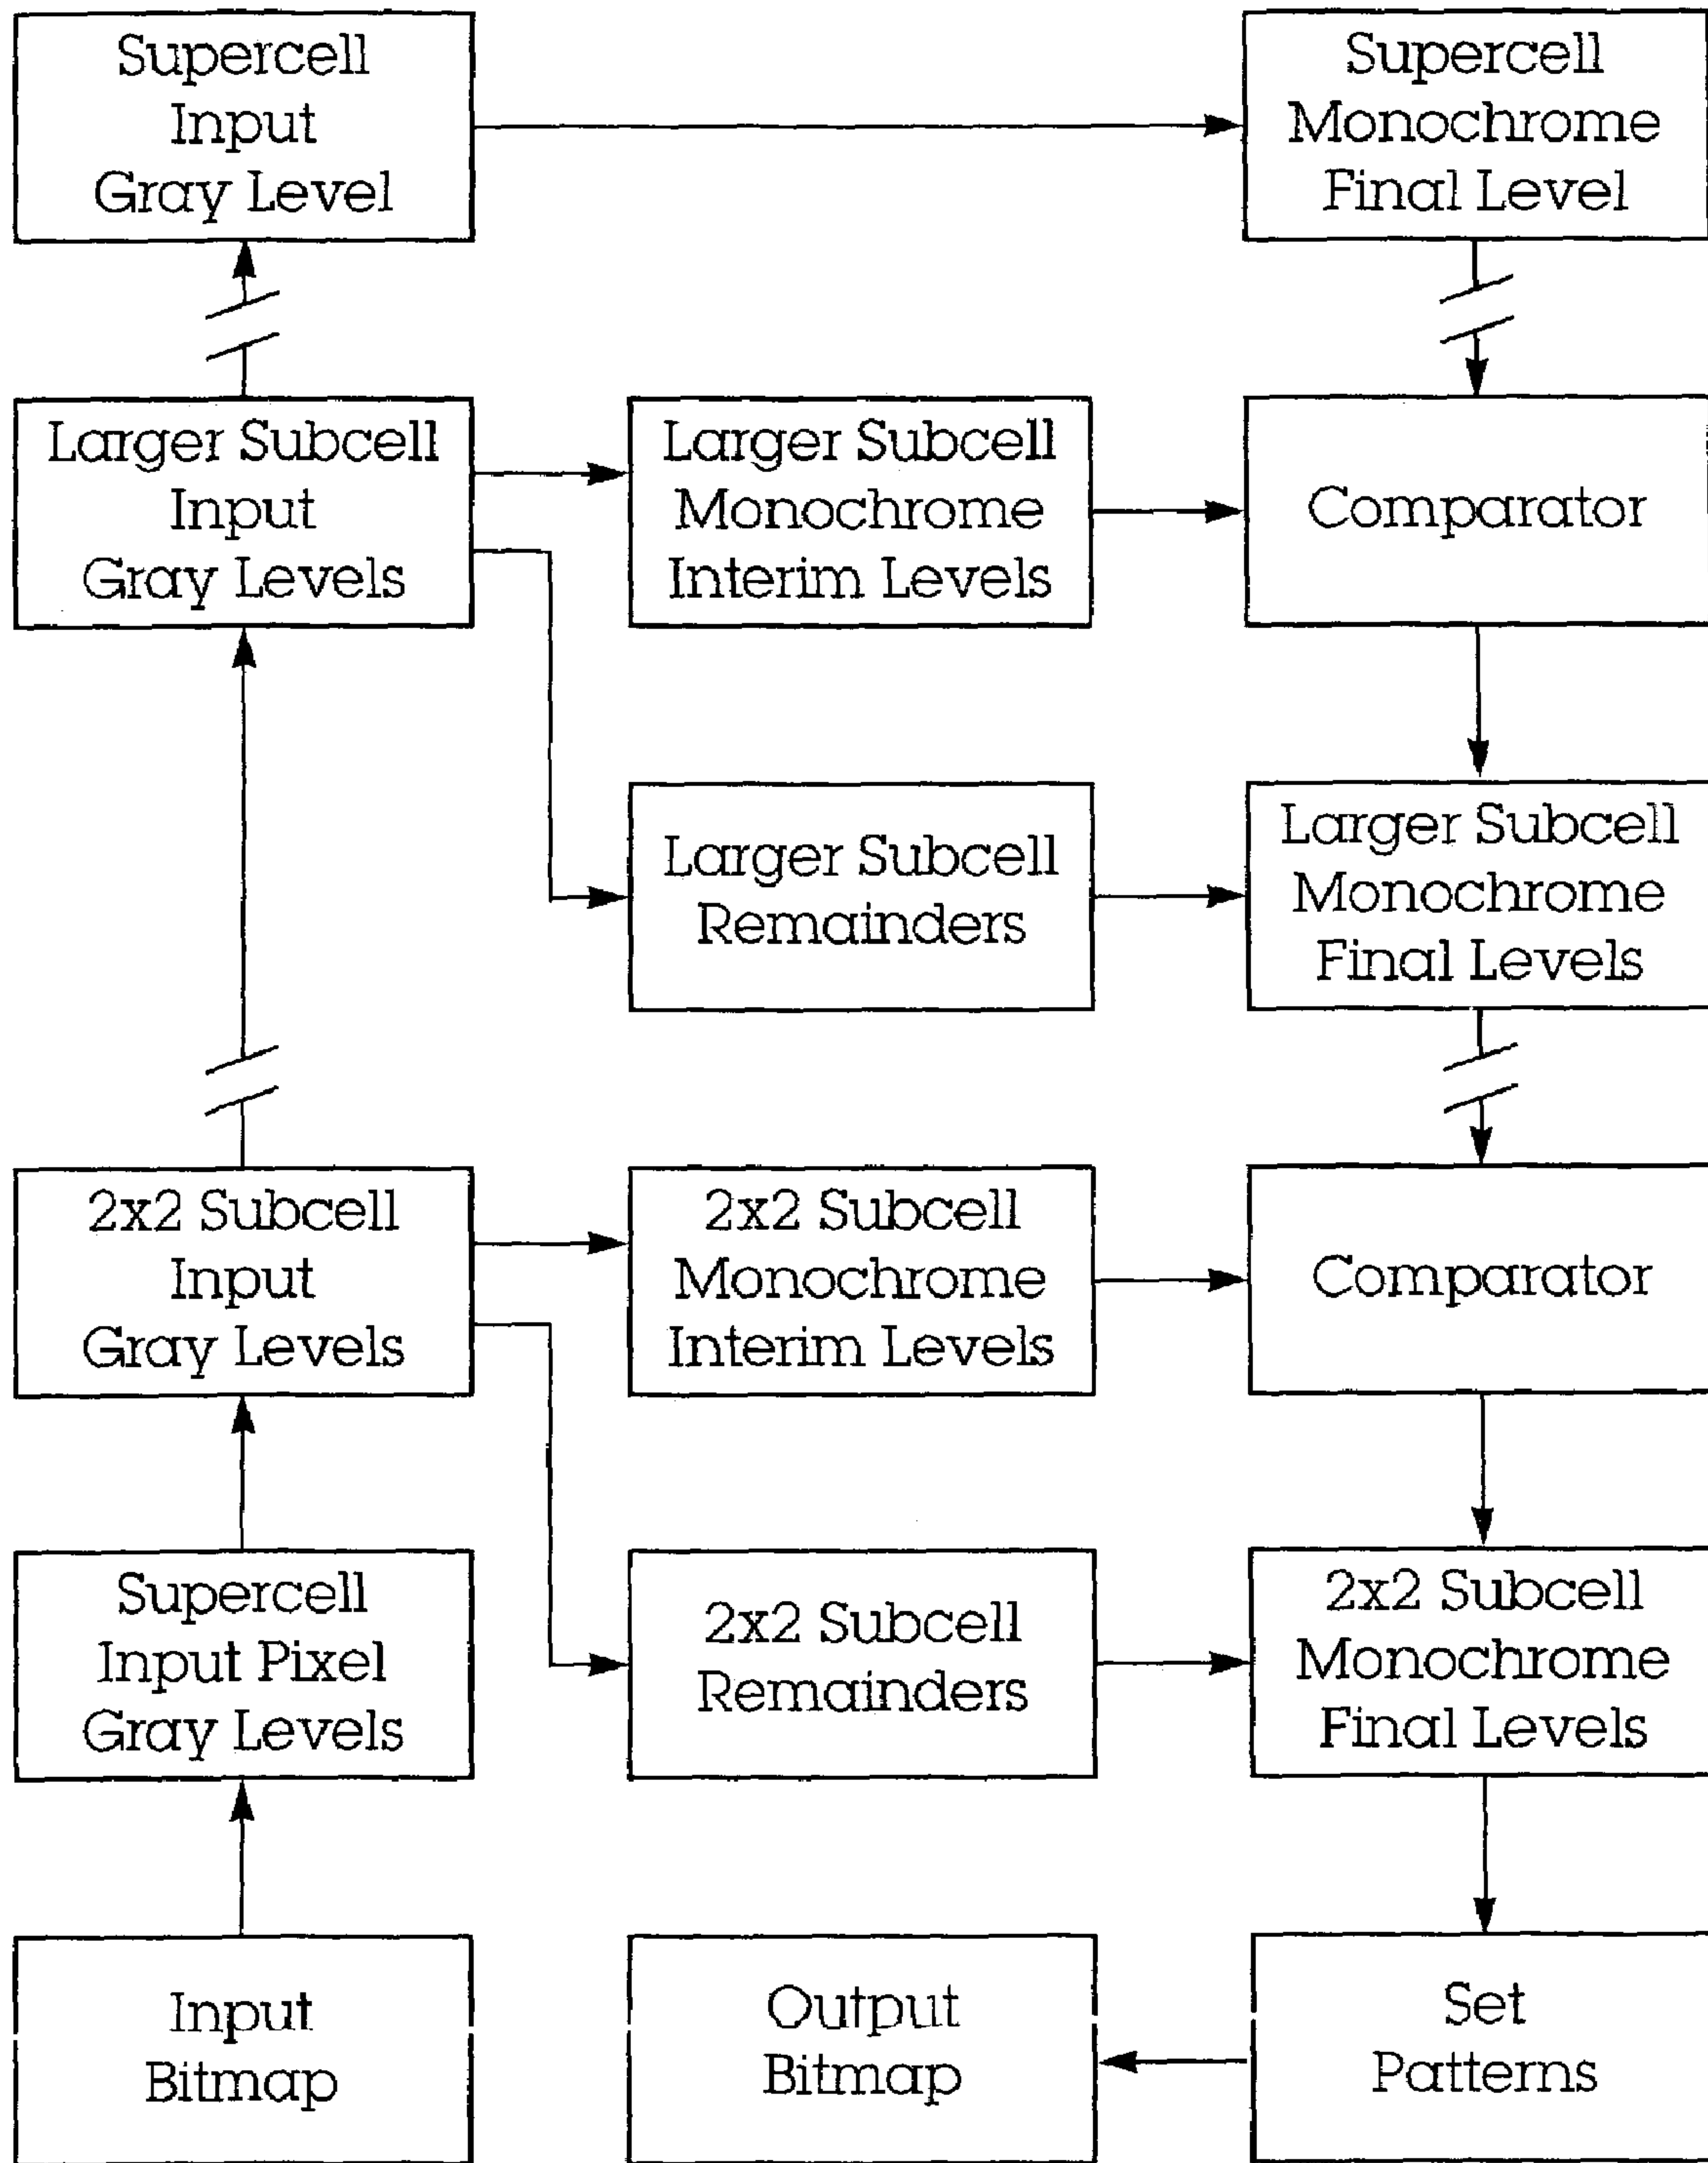 Supercell
Input
Gray Level
Supercell
Monochrome
Final Level
Larger Subcell
Input
Gray Levels
Larger Subcell
Monochrome
Interim Levels
Comparator
Larger Subcell
Remainders
Larger Subcell
Monochrome
Final Levels
2x2 Subcell
Input
Gray Levels
2x2 Subcell
Monochrome
Interim Levels
Comparator
Supercell
Input Pixel
Gray Levels
2x2 Subcell
Remainders
2x2 Subcell
Monochrome
Final Levels
Input
Bitmap
Output
Bitmap
Set
Patterns